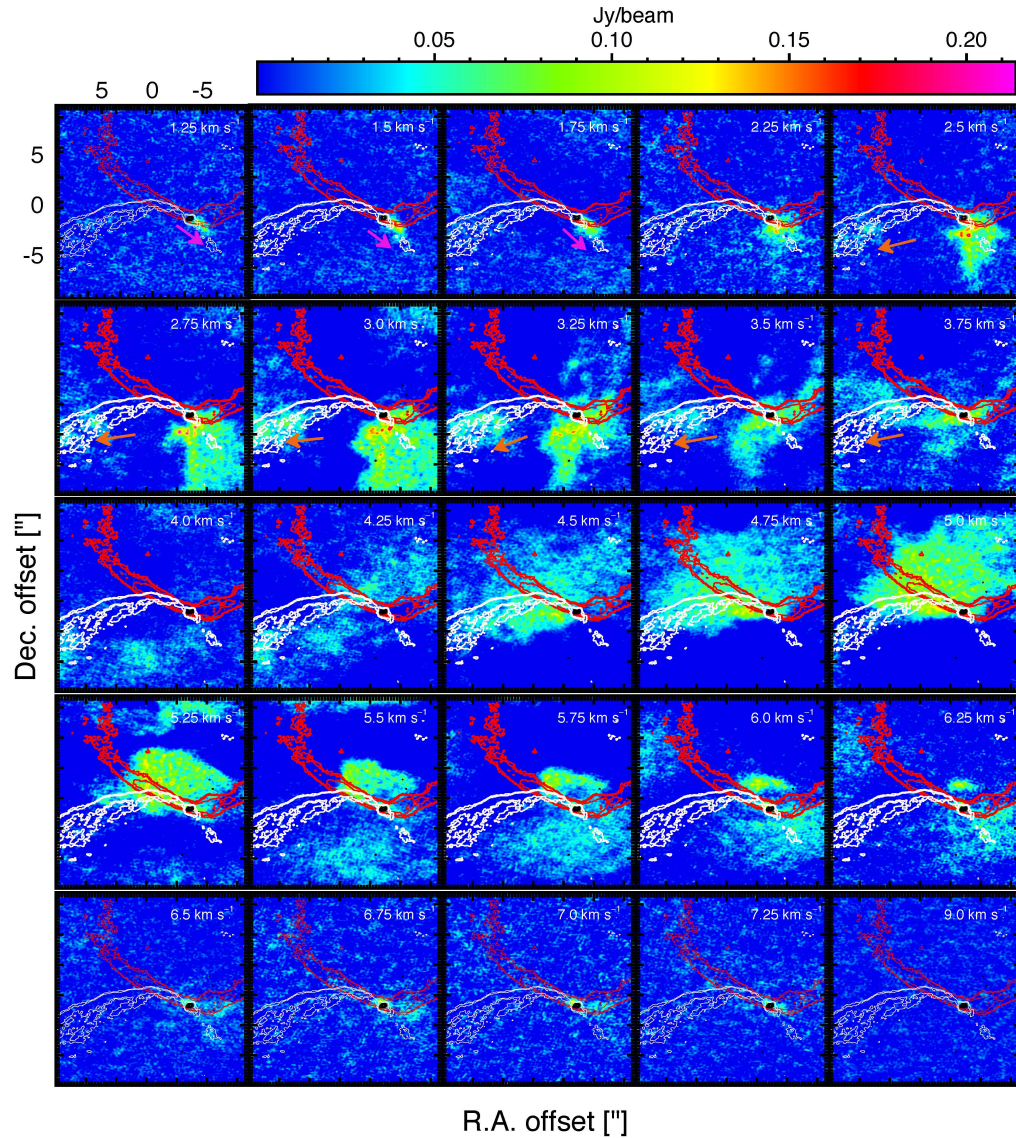 Jy/beam
0.05 0.10 0.15 0.20
5 0 -5
1.25 km s⁻¹ 1.5 km s⁻¹ 1.75 km s⁻¹ 2.25 km s⁻¹ 2.5 km s⁻¹
5
0
-5
2.75 km s⁻¹ 3.0 km s⁻¹ 3.25 km s⁻¹ 3.5 km s⁻¹ 3.75 km s⁻¹
4.0 km s⁻¹ 4.25 km s⁻¹ 4.5 km s⁻¹ 4.75 km s⁻¹ 5.0 km s⁻¹
Dec. offset ["]
5.25 km s⁻¹ 5.5 km s⁻¹ 5.75 km s⁻¹ 6.0 km s⁻¹ 6.25 km s⁻¹
6.5 km s⁻¹ 6.75 km s⁻¹ 7.0 km s⁻¹ 7.25 km s⁻¹ 9.0 km s⁻¹
R.A. offset ["]